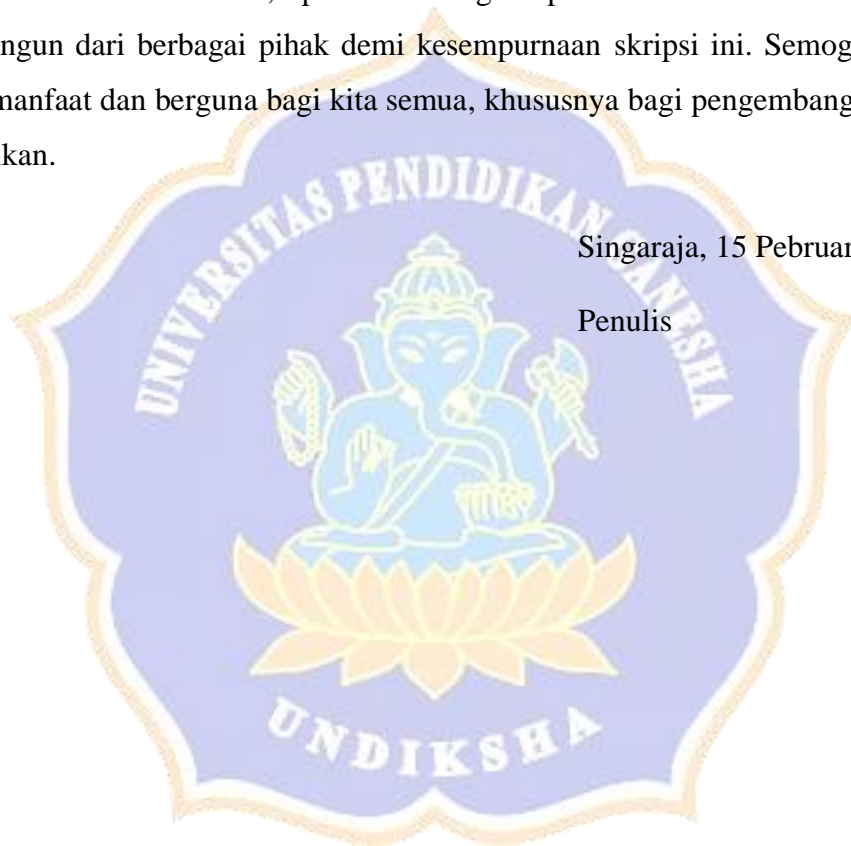 ngun dari berbagai pihak demi kesempurnaan skripsi ini. Semog
manfaat dan berguna bagi kita semua, khususnya bagi pengembang
kan.
Singaraja, 15 Pebruar
Penulis
UNIVERSITAS PENDIDIKAN GANESHA
UNDIKSHA